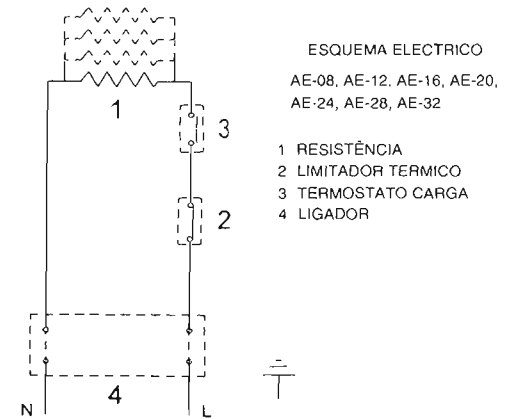 ESQUEMA ELECTRICO
AE-08, AE-12, AE-16, AE-20,
AE-24, AE-28, AE-32
1 RESISTÊNCIA
2 LIMITADOR TERMICO
3 TERMOSTATO CARGA
4 LIGADOR
1
3
2
4
N L